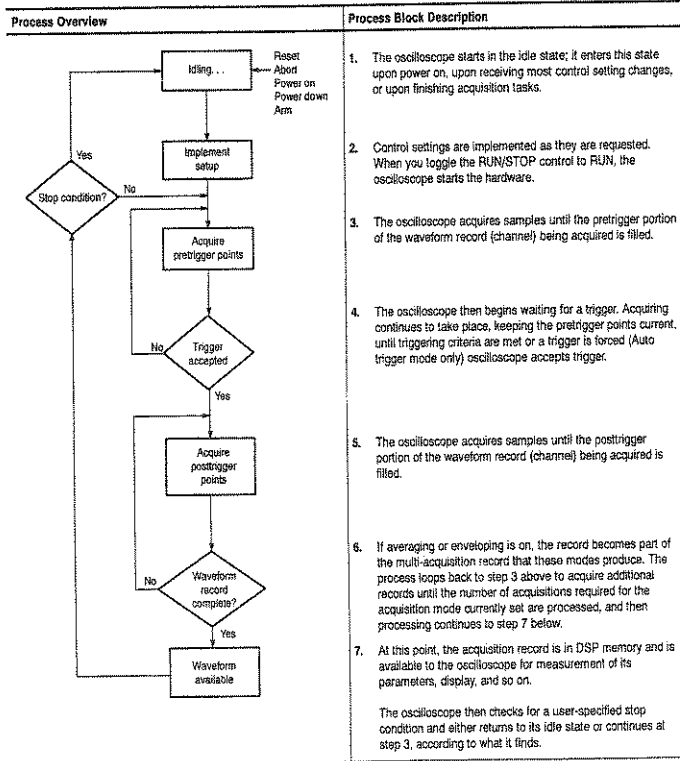 Process Overview
Process Block Description
Idling. . .
Reset
Abort
Power on
Power down
Arm
Implement
setup
Yes
Stop condition?
No
Acquire
pretrigger points
No
Trigger
accepted
Yes
Acquire
posttrigger
points
No
Waveform
record
complete?
Yes
Waveform
available
1. The oscilloscope starts in the idle state; it enters this state
upon power on, upon receiving most control setting changes,
or upon finishing acquisition tasks.
2. Control settings are implemented as they are requested.
When you toggle the RUN/STOP control to RUN, the
oscilloscope starts the hardware.
3. The oscilloscope acquires samples until the pretrigger portion
of the waveform record (channel) being acquired is filled.
4. The oscilloscope then begins waiting for a trigger. Acquiring
continues to take place, keeping the pretrigger points current,
until triggering criteria are met or a trigger is forced (Auto
trigger mode only) oscilloscope accepts trigger.
5. The oscilloscope acquires samples until the posttrigger
portion of the waveform record (channel) being acquired is
filled.
6. If averaging or enveloping is on, the record becomes part of
the multi-acquisition record that these modes produce. The
process loops back to step 3 above to acquire additional
records until the number of acquisitions required for the
acquisition mode currently set are processed, and then
processing continues to step 7 below.
7. At this point, the acquisition record is in DSP memory and is
available to the oscilloscope for measurement of its
parameters, display, and so on.
The oscilloscope then checks for a user-specified stop
condition and either returns to its idle state or continues at
step 3, according to what it finds.